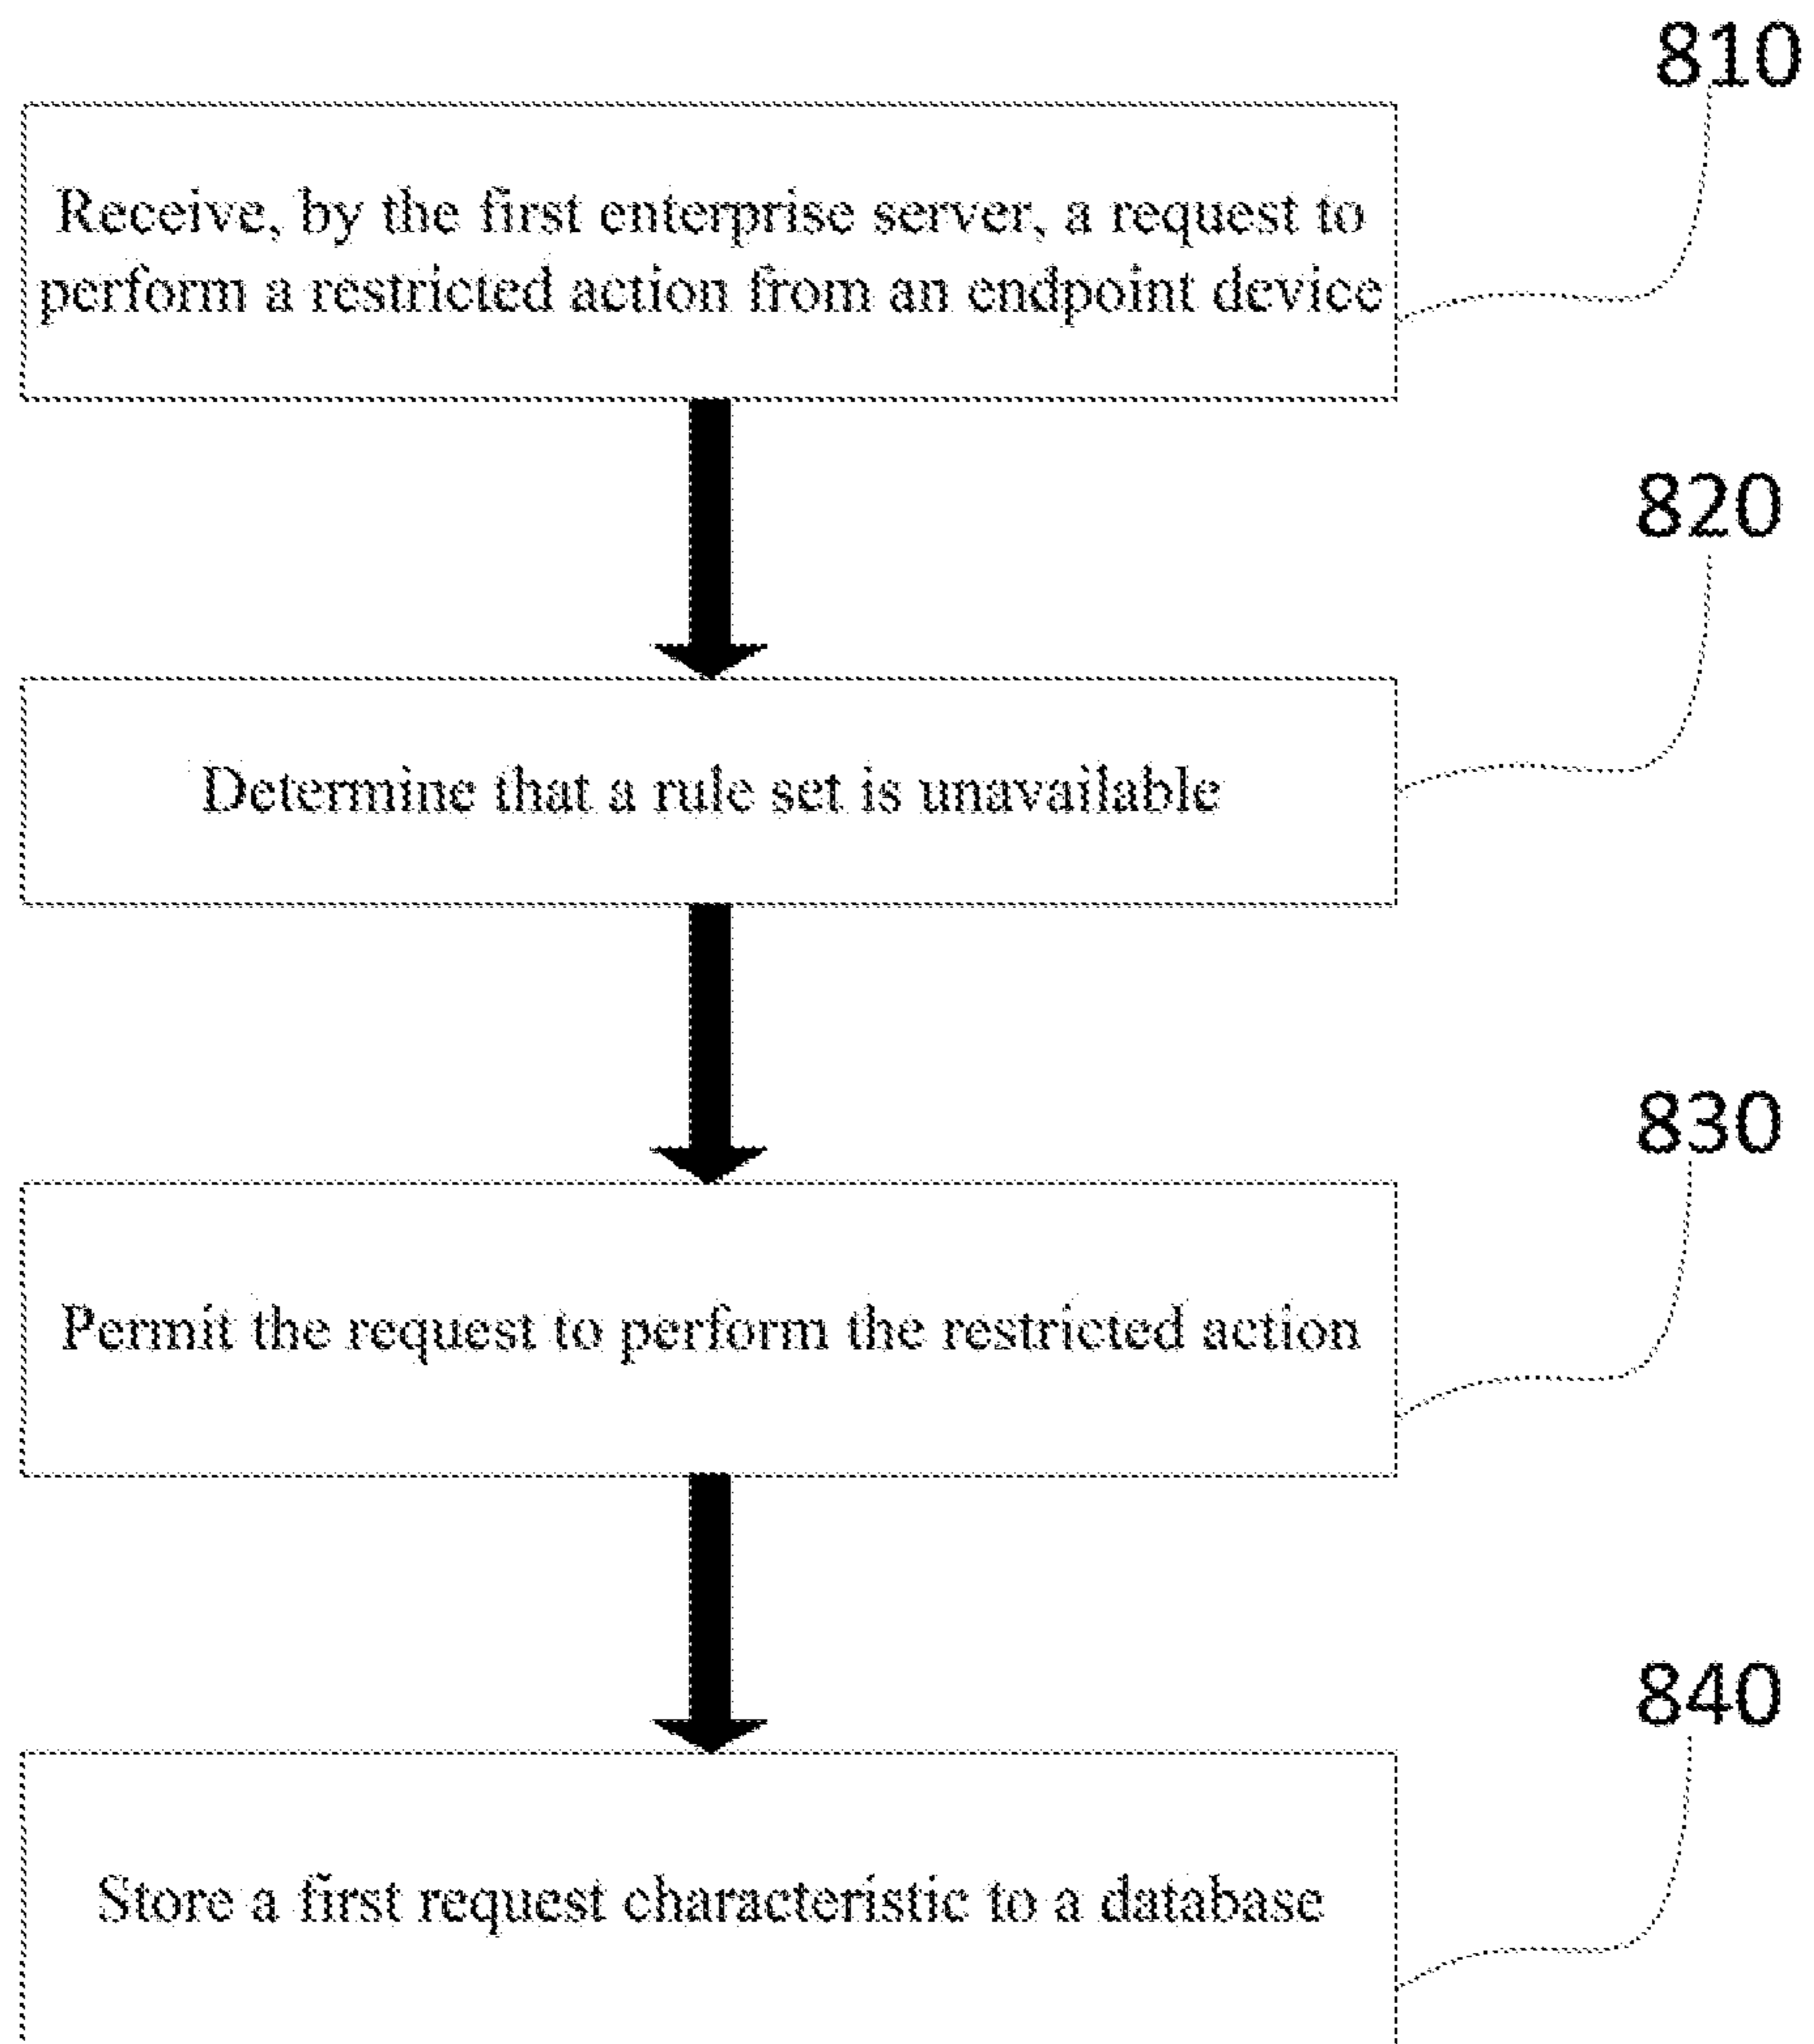 810
Receive, by the first enterprise server, a request to
perform a restricted action from an endpoint device
820
Determine that a rule set is unavailable
830
Permit the request to perform the restricted action
840
Store a first request characteristic to a database